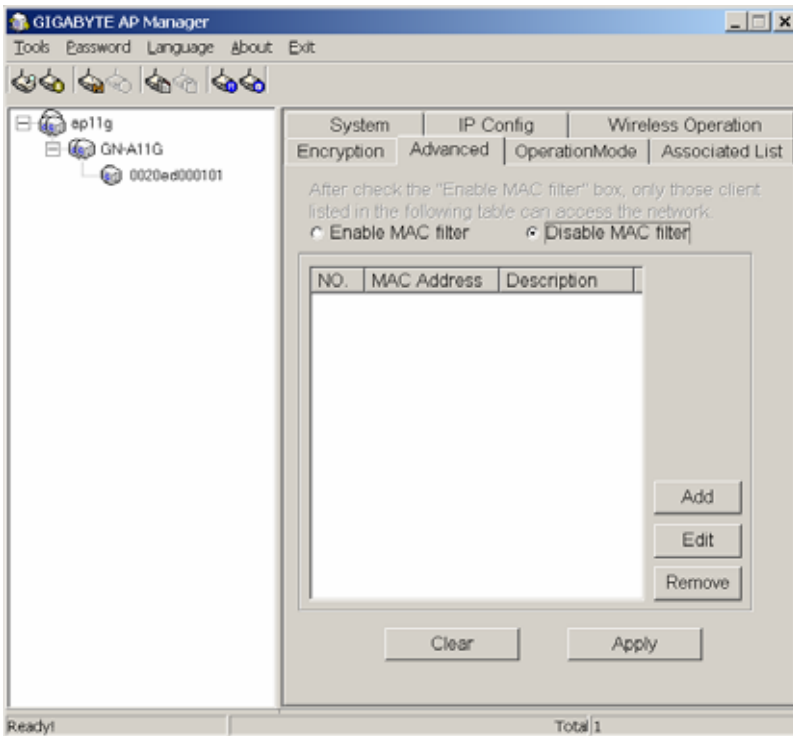 GIGABYTE AP Manager
Tools Password Language About Exit
ap11g
GN-A11G
0020ed000101
System IP Config Wireless Operation
Encryption Advanced OperationMode Associated List
After check the "Enable MAC filter" box, only those client
listed in the following table can access the network.
Enable MAC filter Disable MAC filter
NO. MAC Address Description
Add
Edit
Remove
Clear Apply
Ready! Total 1